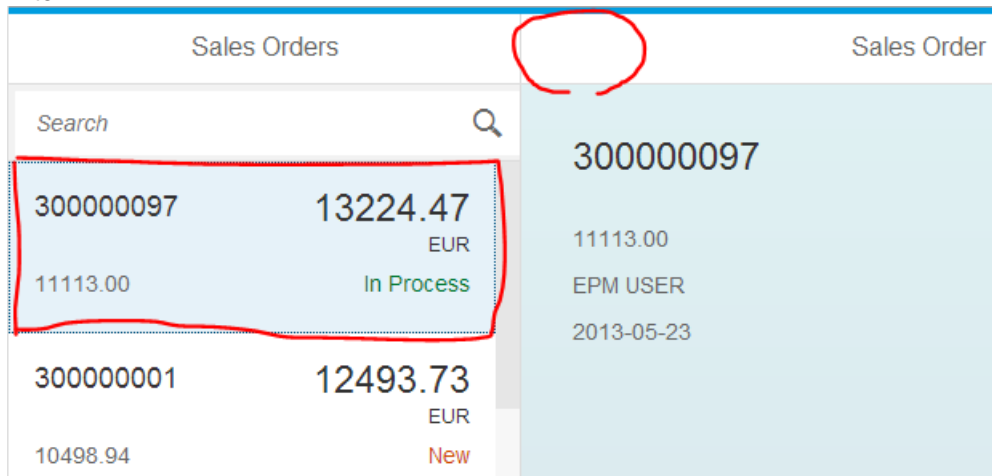 Sales Orders
Search
300000097 13224.47
EUR
11113.00 In Process
300000001 12493.73
EUR
10498.94 New
Sales Order
300000097
11113.00
EPM USER
2013-05-23